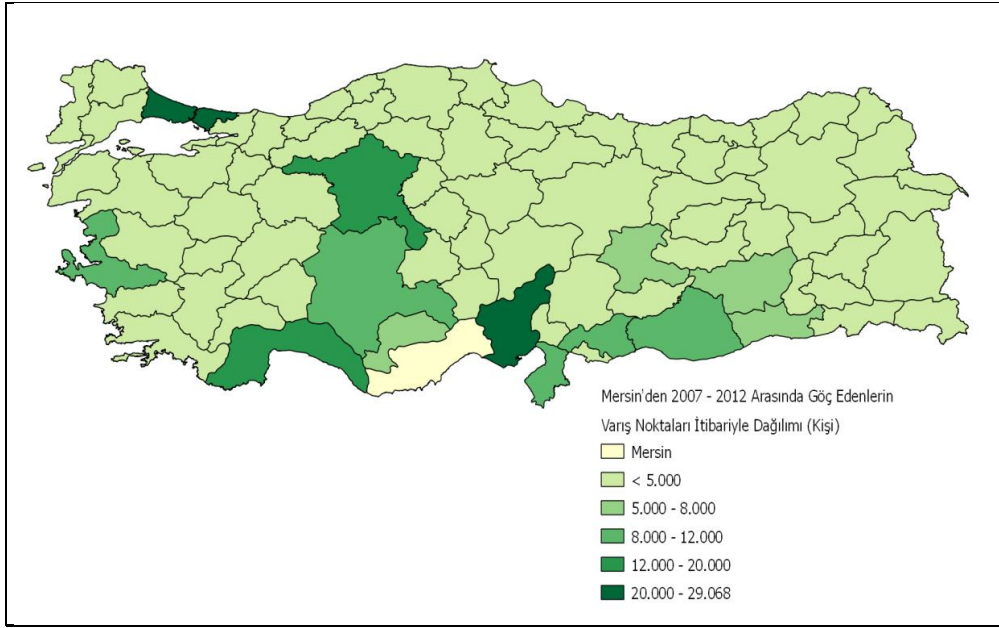 Mersin'den 2007 - 2012 Arasında Göç Edenlerin
Varış Noktaları İtibariyle Dağılımı (Kişi)
Mersin
< 5.000
5.000 - 8.000
8.000 - 12.000
12.000 - 20.000
20.000 - 29.068